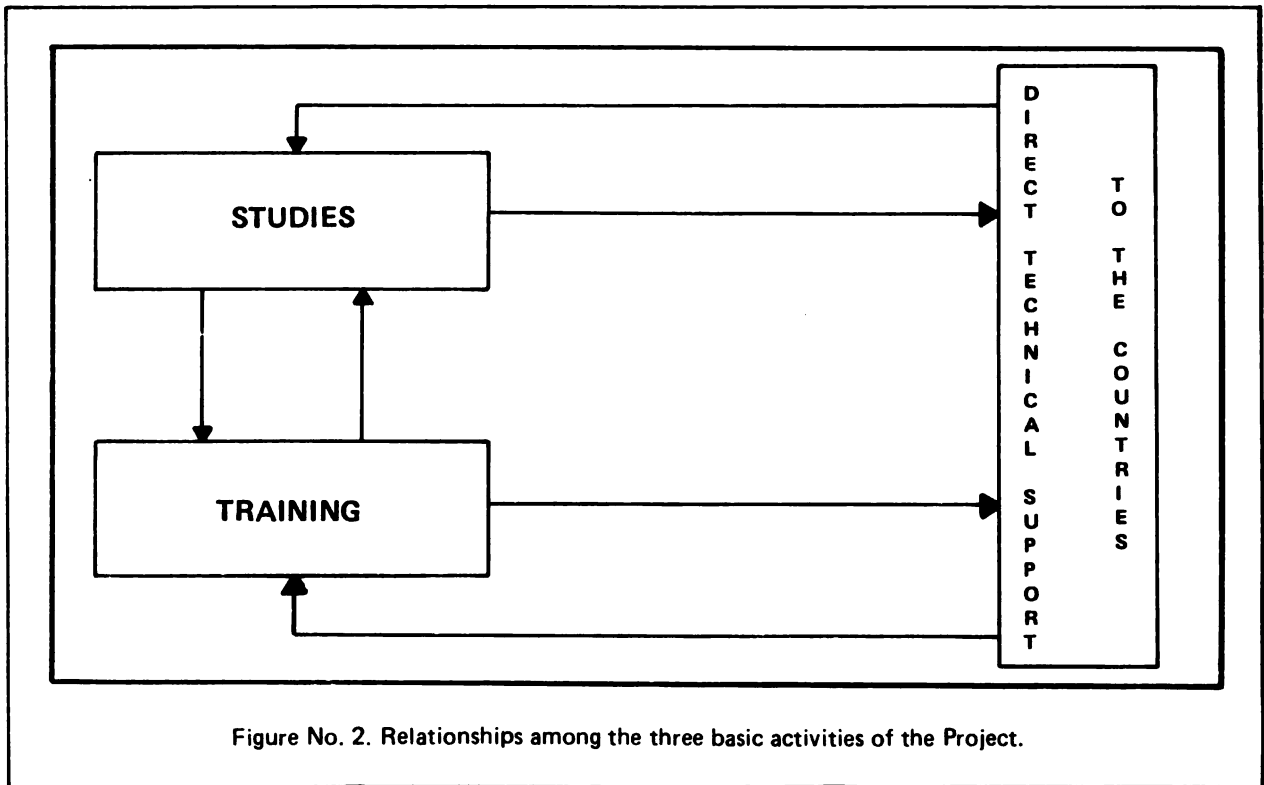 STUDIES
TRAINING
DIRECT TECHNICAL SUPPORT
TO THE COUNTRIES
Figure No. 2. Relationships among the three basic activities of the Project.